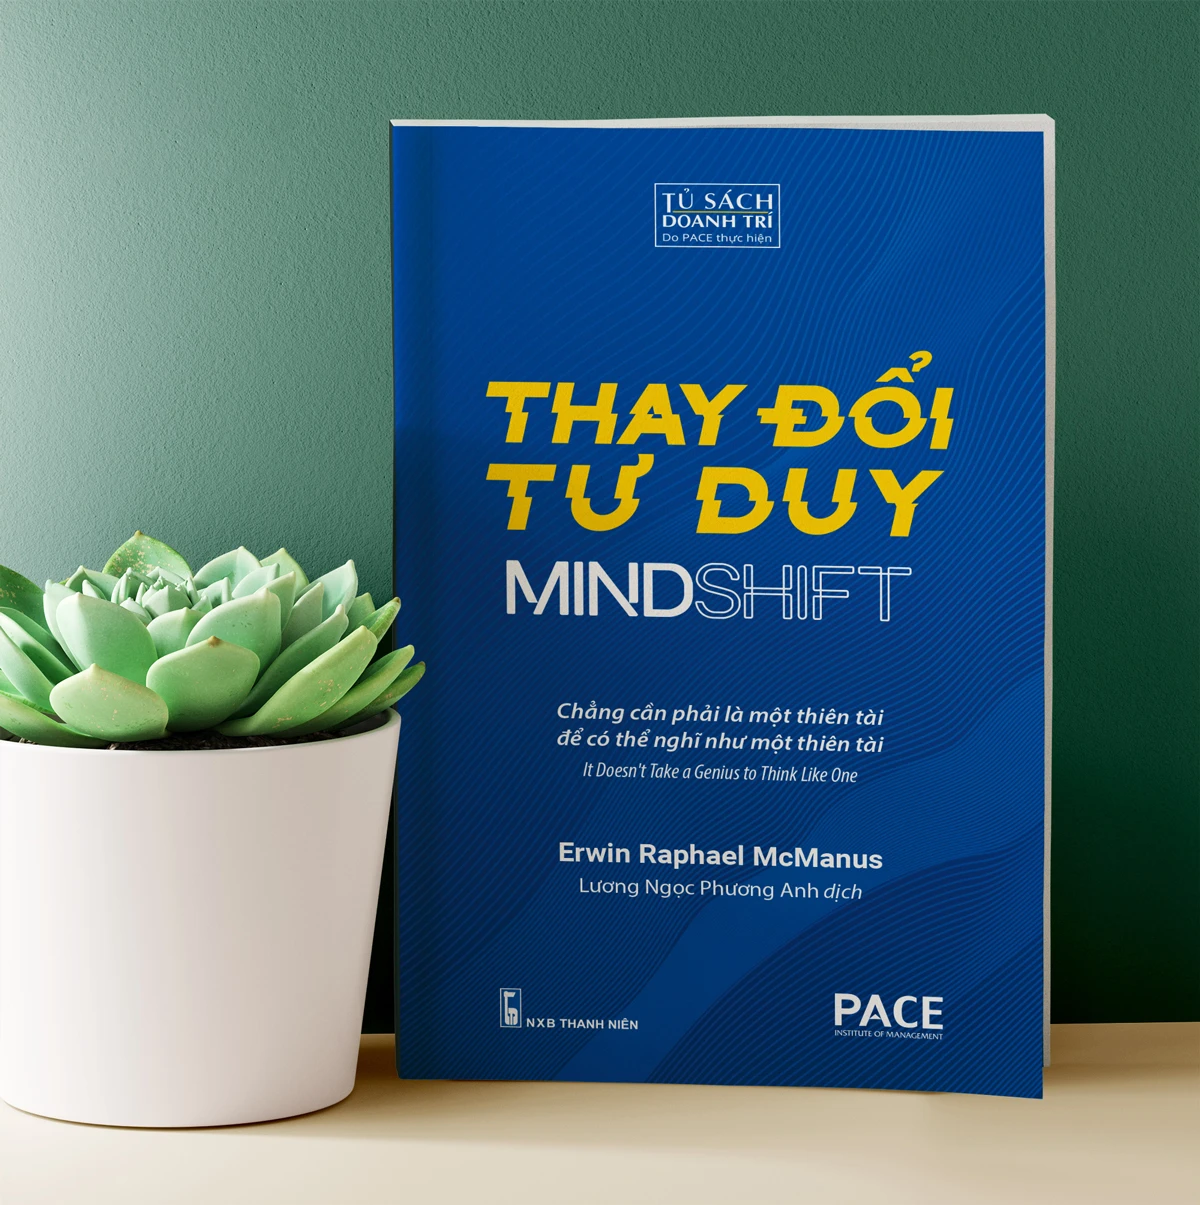 TỦ SÁCH
DOANH TRÍ
Do PACE thực hiện
THAY ĐỔI
TƯ DUY
MINDSHIFT
Chẳng cần phải là một thiên tài
để có thể nghĩ như một thiên tài
It Doesn't Take a Genius to Think Like One
Erwin Raphael McManus
Lương Ngọc Phương Anh dịch
NXB THANH NIÊN
PACE
INSTITUTE OF MANAGEMENT